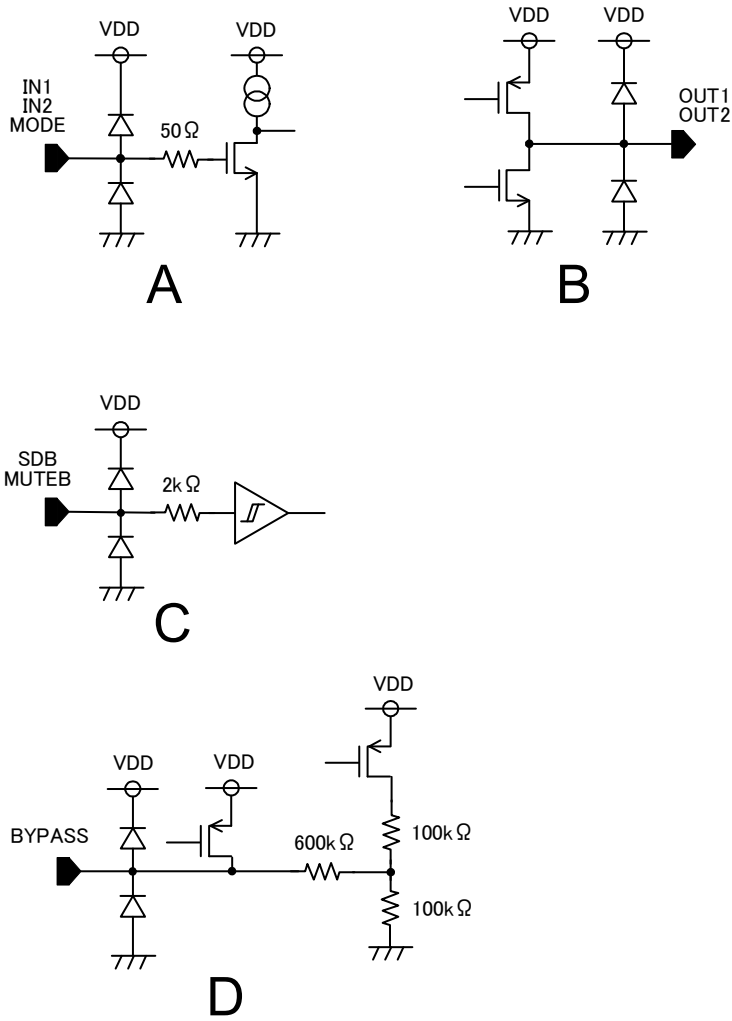 VDD
VDD
IN1
IN2
MODE
50Ω
A
VDD
VDD
OUT1
OUT2
B
VDD
SDB
MUTEB
2kΩ
C
VDD
VDD
VDD
BYPASS
600kΩ
100kΩ
100kΩ
D